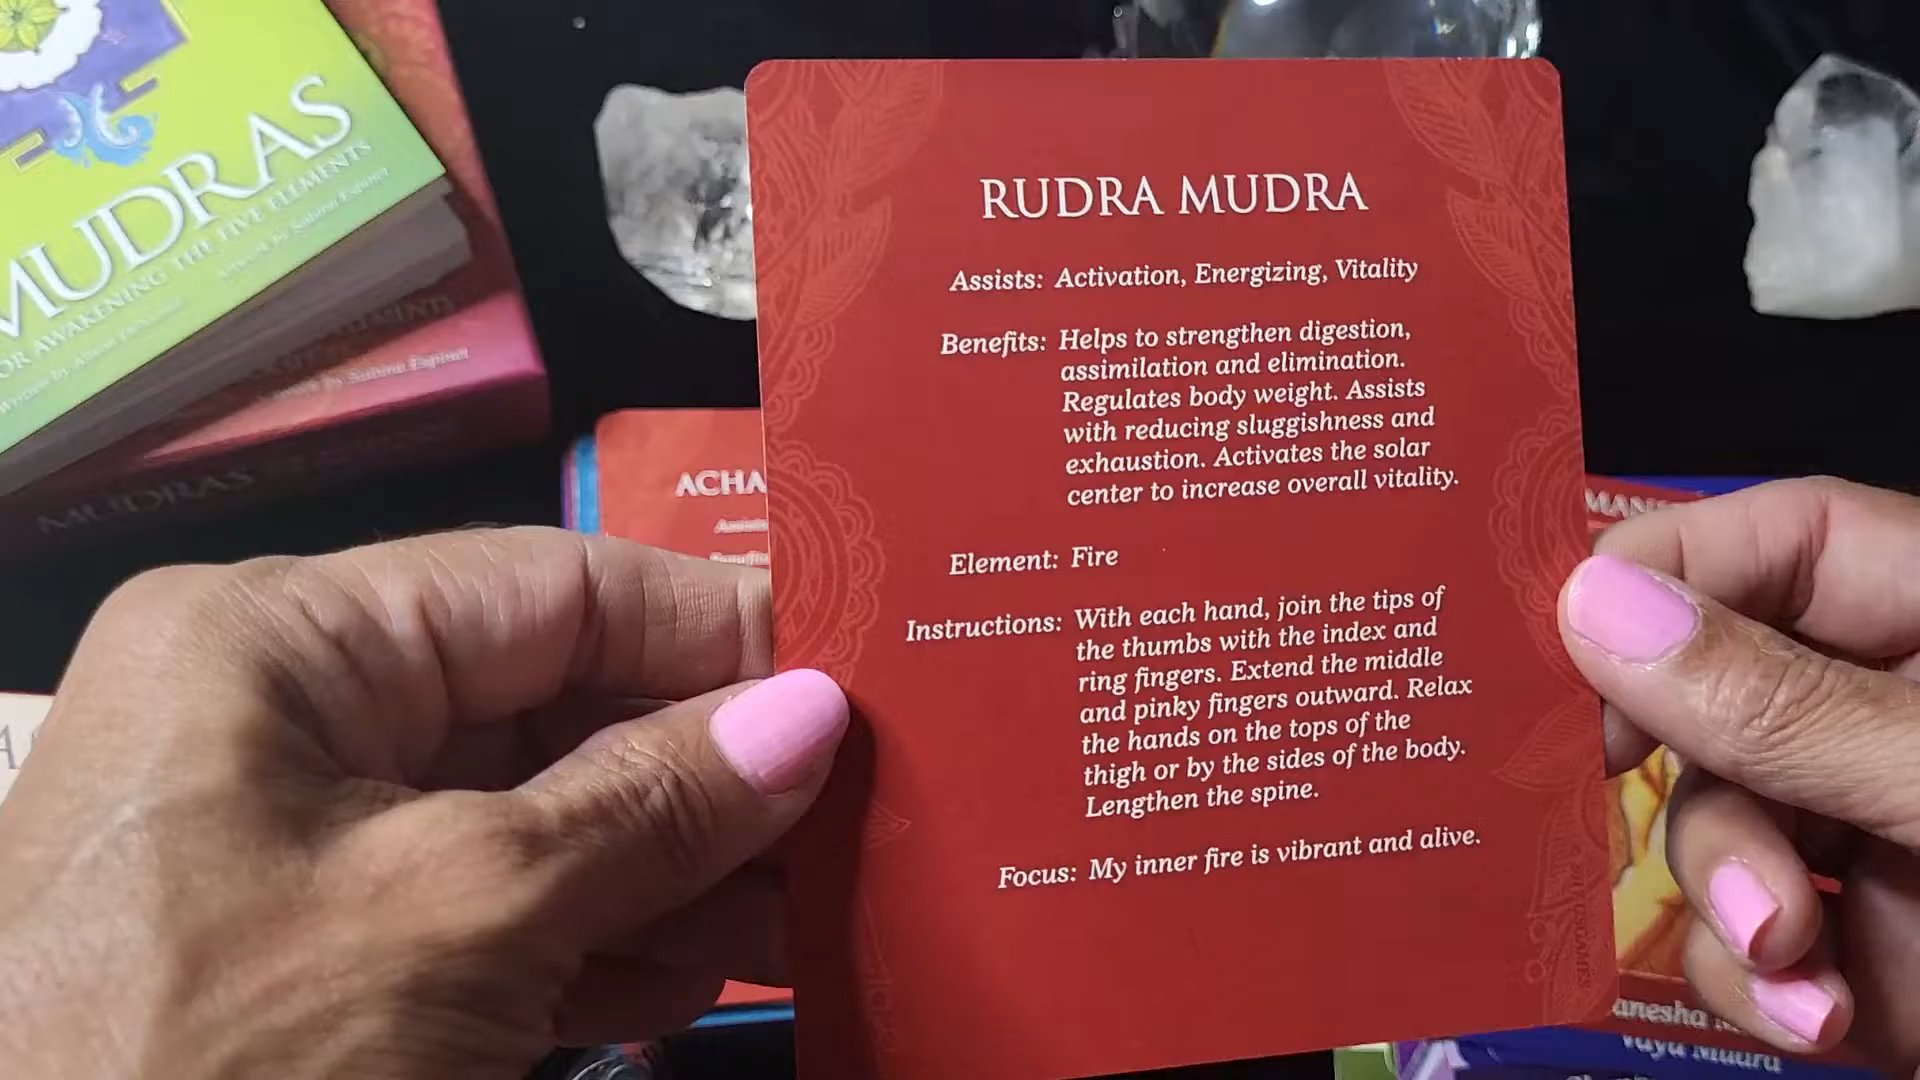 MUDRAS
FOR AWAKENING THE FIVE ELEMENTS
MUDRAS
ACHA
RUDRA MUDRA
Assists: Activation, Energizing, Vitality
Benefits: Helps to strengthen digestion,
assimilation and elimination.
Regulates body weight. Assists
with reducing sluggishness and
exhaustion. Activates the solar
center to increase overall vitality.
Element: Fire
Instructions: With each hand, join the tips of
the thumbs with the index and
ring fingers. Extend the middle
and pinky fingers outward. Relax
the hands on the tops of the
thigh or by the sides of the body.
Lengthen the spine.
Focus: My inner fire is vibrant and alive.
anesha
Vayu Mudra